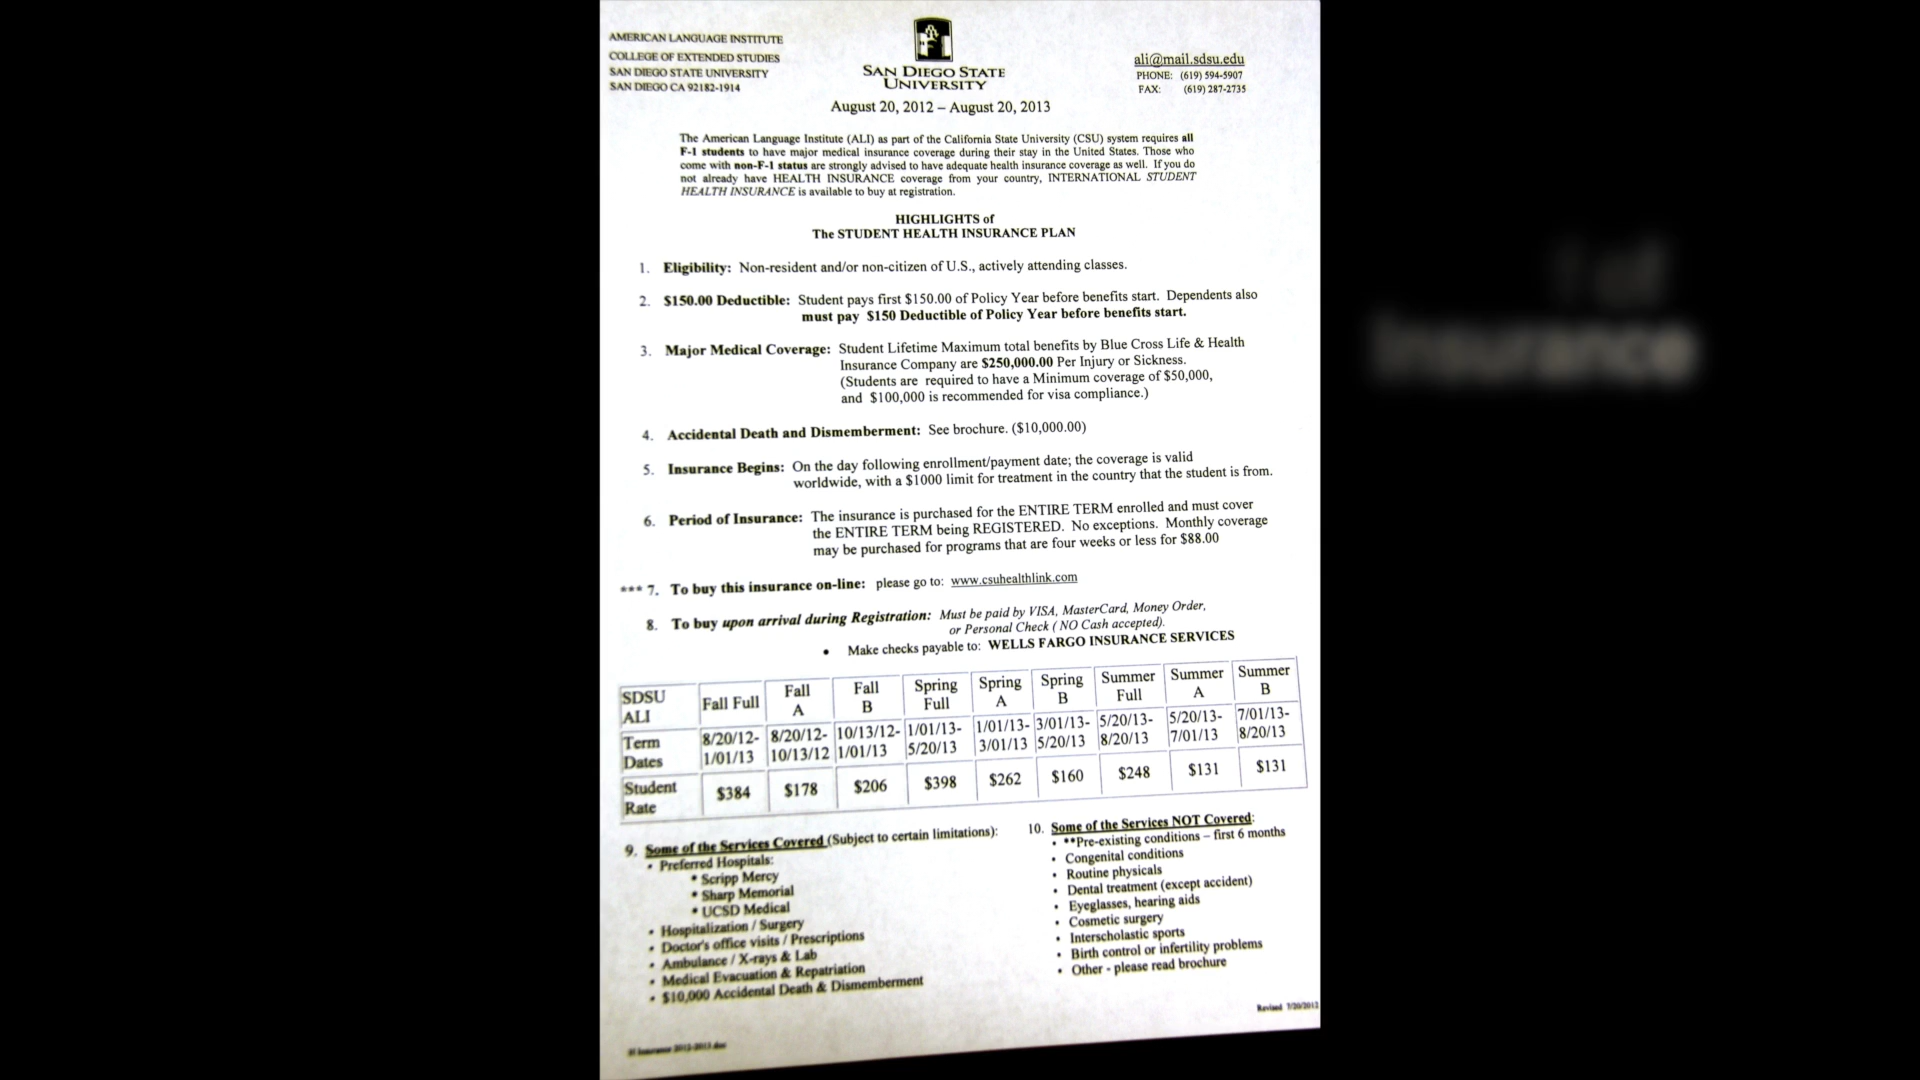 AMERICAN LANGUAGE INSTITUTE
COLLEGE OF EXTENDED STUDIES
SAN DIEGO STATE UNIVERSITY
SAN DIEGO CA 92182-1914
SAN DIEGO STATE
UNIVERSITY
ali@mail.sdsu.edu
PHONE: (619) 594-5907
FAX: (619) 287-2735
August 20, 2012 – August 20, 2013
The American Language Institute (ALI) as part of the California State University (CSU) system requires all
F-1 students to have major medical insurance coverage during their stay in the United States. Those who
come with non-F-1 status are strongly advised to have adequate health insurance coverage as well. If you do
not already have HEALTH INSURANCE coverage from your country, INTERNATIONAL STUDENT
HEALTH INSURANCE is available to buy at registration.
HIGHLIGHTS of
The STUDENT HEALTH INSURANCE PLAN
1. Eligibility: Non-resident and/or non-citizen of U.S., actively attending classes.
2. $150.00 Deductible: Student pays first $150.00 of Policy Year before benefits start. Dependents also
must pay $150 Deductible of Policy Year before benefits start.
3. Major Medical Coverage: Student Lifetime Maximum total benefits by Blue Cross Life & Health
Insurance Company are $250,000.00 Per Injury or Sickness.
(Students are required to have a Minimum coverage of $50,000,
and $100,000 is recommended for visa compliance.)
4. Accidental Death and Dismemberment: See brochure. ($10,000.00)
5. Insurance Begins: On the day following enrollment/payment date; the coverage is valid
worldwide, with a $1000 limit for treatment in the country that the student is from.
6. Period of Insurance: The insurance is purchased for the ENTIRE TERM enrolled and must cover
the ENTIRE TERM being REGISTERED. No exceptions. Monthly coverage
may be purchased for programs that are four weeks or less for $88.00
*** 7. To buy this insurance on-line: please go to: www.csuhealthlink.com
8. To buy upon arrival during Registration: Must be paid by VISA, MasterCard, Money Order,
or Personal Check ( NO Cash accepted).
• Make checks payable to: WELLS FARGO INSURANCE SERVICES
SDSU ALI Fall Full Fall A Fall B Spring Full Spring A Spring B Summer Full Summer A Summer B
Term Dates 8/20/12-1/01/13 8/20/12-10/13/12 10/13/12-1/01/13 1/01/13-5/20/13 1/01/13-3/01/13 3/01/13-5/20/13 5/20/13-8/20/13 5/20/13-7/01/13 7/01/13-8/20/13
Student Rate $384 $178 $206 $398 $262 $160 $248 $131 $131
9. Some of the Services Covered (Subject to certain limitations):
• Preferred Hospitals:
* Scripp Mercy
* Sharp Memorial
* UCSD Medical
• Hospitalization / Surgery
• Doctor's office visits / Prescriptions
• Ambulance / X-rays & Lab
• Medical Evacuation & Repatriation
• $10,000 Accidental Death & Dismemberment
10. Some of the Services NOT Covered:
• **Pre-existing conditions – first 6 months
• Congenital conditions
• Routine physicals
• Dental treatment (except accident)
• Eyeglasses, hearing aids
• Cosmetic surgery
• Interscholastic sports
• Birth control or infertility problems
• Other - please read brochure
Revised 7/20/2012
Insurance 2012-2013.doc
of
Insurance